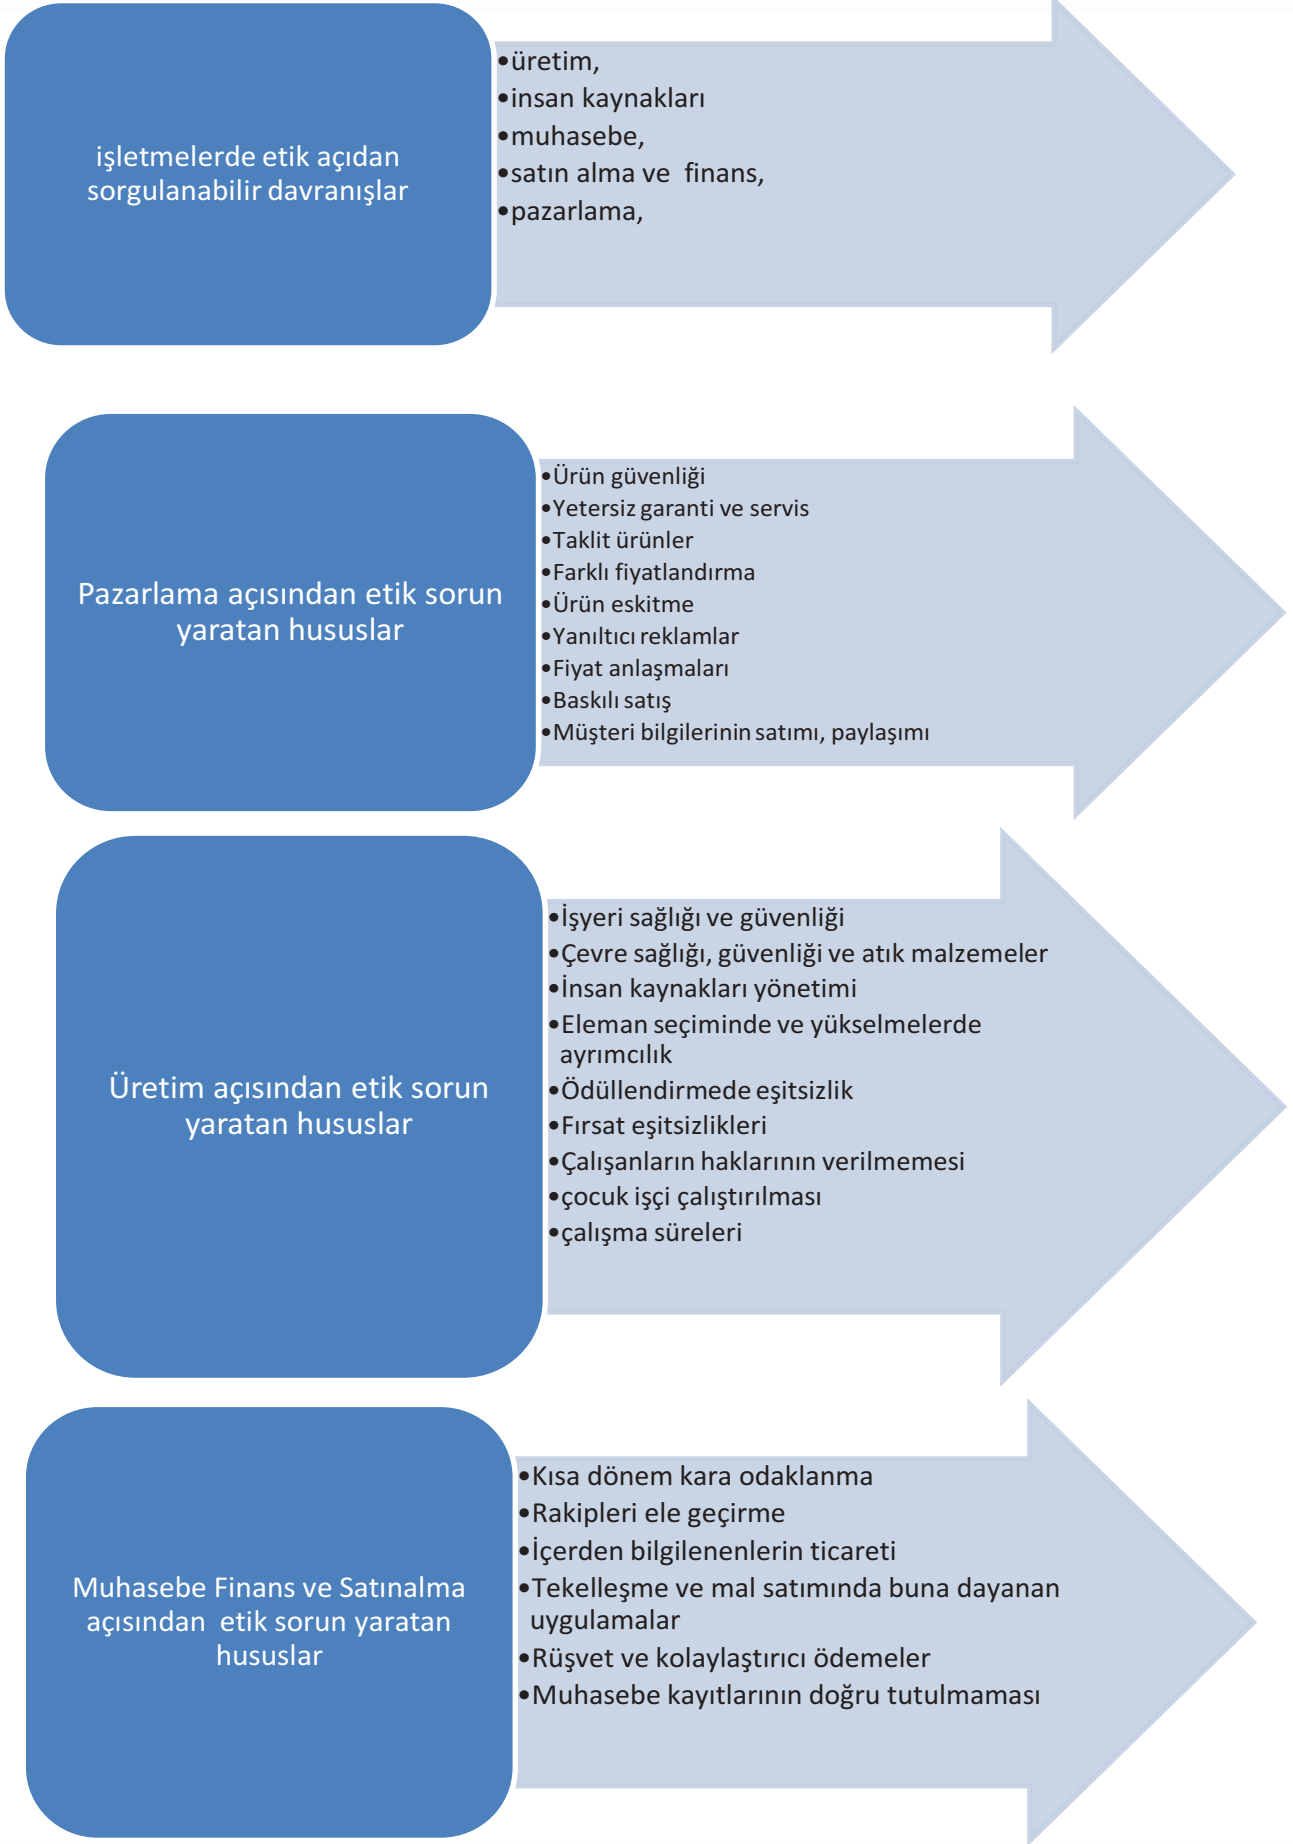 işletmelerde etik açıdan
sorgulanabilir davranışlar
•üretim,
•insan kaynakları
•muhasebe,
•satın alma ve finans,
•pazarlama,
Pazarlama açısından etik sorun
yaratan hususlar
•Ürün güvenliği
•Yetersiz garanti ve servis
•Taklit ürünler
•Farklı fiyatlandırma
•Ürün eskitme
•Yanıltıcı reklamlar
•Fiyat anlaşmaları
•Baskılı satış
•Müşteri bilgilerinin satımı, paylaşımı
Üretim açısından etik sorun
yaratan hususlar
•İşyeri sağlığı ve güvenliği
•Çevre sağlığı, güvenliği ve atık malzemeler
•İnsan kaynakları yönetimi
•Eleman seçiminde ve yükselmelerde
ayrımcılık
•Ödüllendirmede eşitsizlik
•Fırsat eşitsizlikleri
•Çalışanların haklarının verilmemesi
•çocuk işçi çalıştırılması
•çalışma süreleri
Muhasebe Finans ve Satınalma
açısından etik sorun yaratan
hususlar
•Kısa dönem kara odaklanma
•Rakipleri ele geçirme
•İçerden bilgilenenlerin ticareti
•Tekelleşme ve mal satımında buna dayanan
uygulamalar
•Rüşvet ve kolaylaştırıcı ödemeler
•Muhasebe kayıtlarının doğru tutulmaması